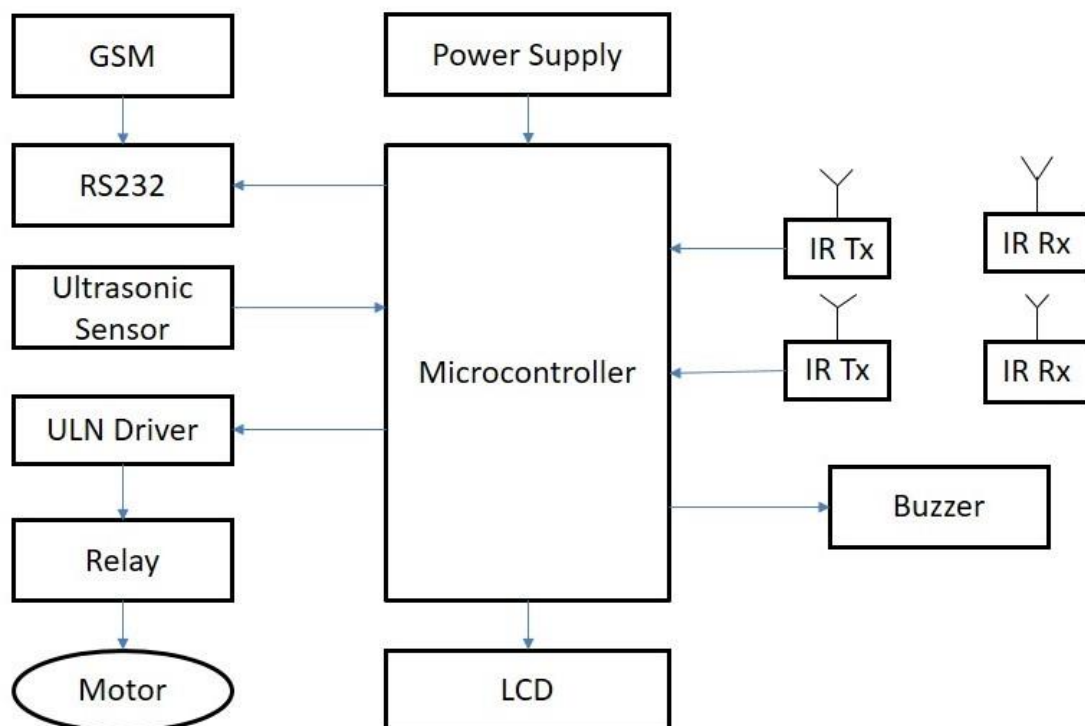 GSM
Power Supply
RS232
IR Tx
IR Rx
Ultrasonic
Sensor
Microcontroller
IR Tx
IR Rx
ULN Driver
Buzzer
Relay
Motor
LCD